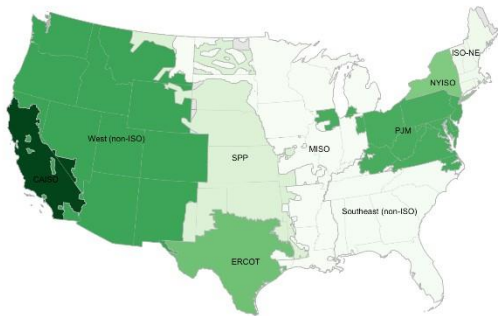 ISO-NE
NYISO
West (non-ISO)
PJM
MISO
SPP
CAISO
Southeast (non-ISO)
ERCOT